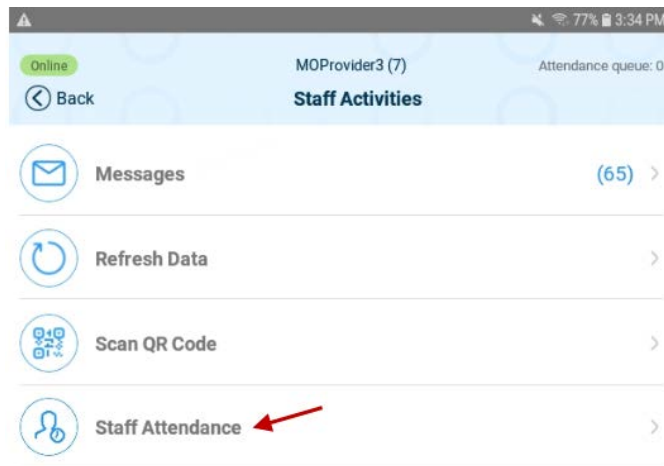 77% 3:34 PM
Online MOProvider3 (7) Attendance queue: 0
Back Staff Activities
Messages (65)
Refresh Data
Scan QR Code
Staff Attendance